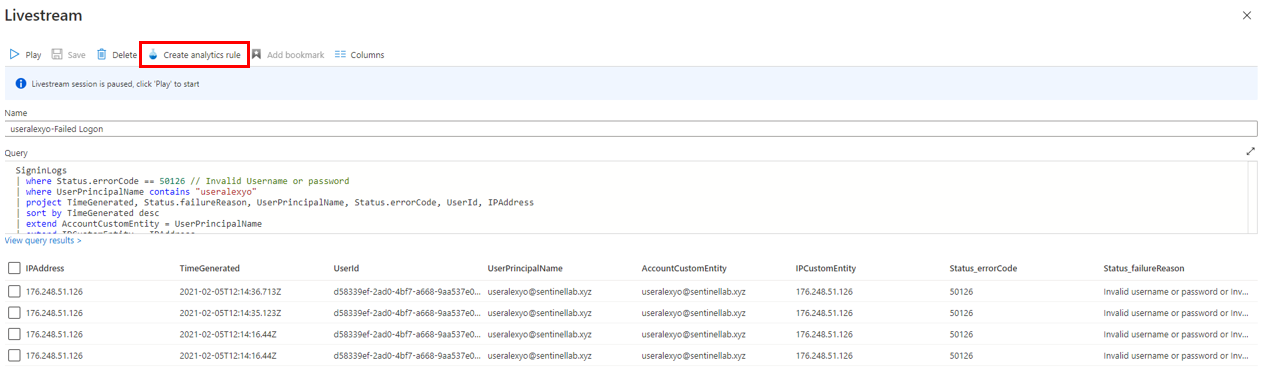 Livestream
Play Save Delete Create analytics rule Add bookmark Columns
Livestream session is paused, click 'Play' to start
Name
useralexyo-Failed Logon
Query
SigninLogs
| where Status.errorCode == 50126 // Invalid Username or password
| where UserPrincipalName contains "useralexyo"
| project TimeGenerated, Status.failureReason, UserPrincipalName, Status.errorCode, UserId, IPAddress
| sort by TimeGenerated desc
| extend AccountCustomEntity = UserPrincipalName
| extend IPCustomEntity = IPAddress
View query results >
IPAddress TimeGenerated UserId UserPrincipalName AccountCustomEntity IPCustomEntity Status_errorCode Status_failureReason
176.248.51.126 2021-02-05T12:14:36.713Z d58339ef-2ad0-4bf7-a668-9aa537e0... useralexyo@sentinellab.xyz useralexyo@sentinellab.xyz 176.248.51.126 50126 Invalid username or password or Inv...
176.248.51.126 2021-02-05T12:14:35.123Z d58339ef-2ad0-4bf7-a668-9aa537e0... useralexyo@sentinellab.xyz useralexyo@sentinellab.xyz 176.248.51.126 50126 Invalid username or password or Inv...
176.248.51.126 2021-02-05T12:14:16.44Z d58339ef-2ad0-4bf7-a668-9aa537e0... useralexyo@sentinellab.xyz useralexyo@sentinellab.xyz 176.248.51.126 50126 Invalid username or password or Inv...
176.248.51.126 2021-02-05T12:14:16.44Z d58339ef-2ad0-4bf7-a668-9aa537e0... useralexyo@sentinellab.xyz useralexyo@sentinellab.xyz 176.248.51.126 50126 Invalid username or password or Inv...